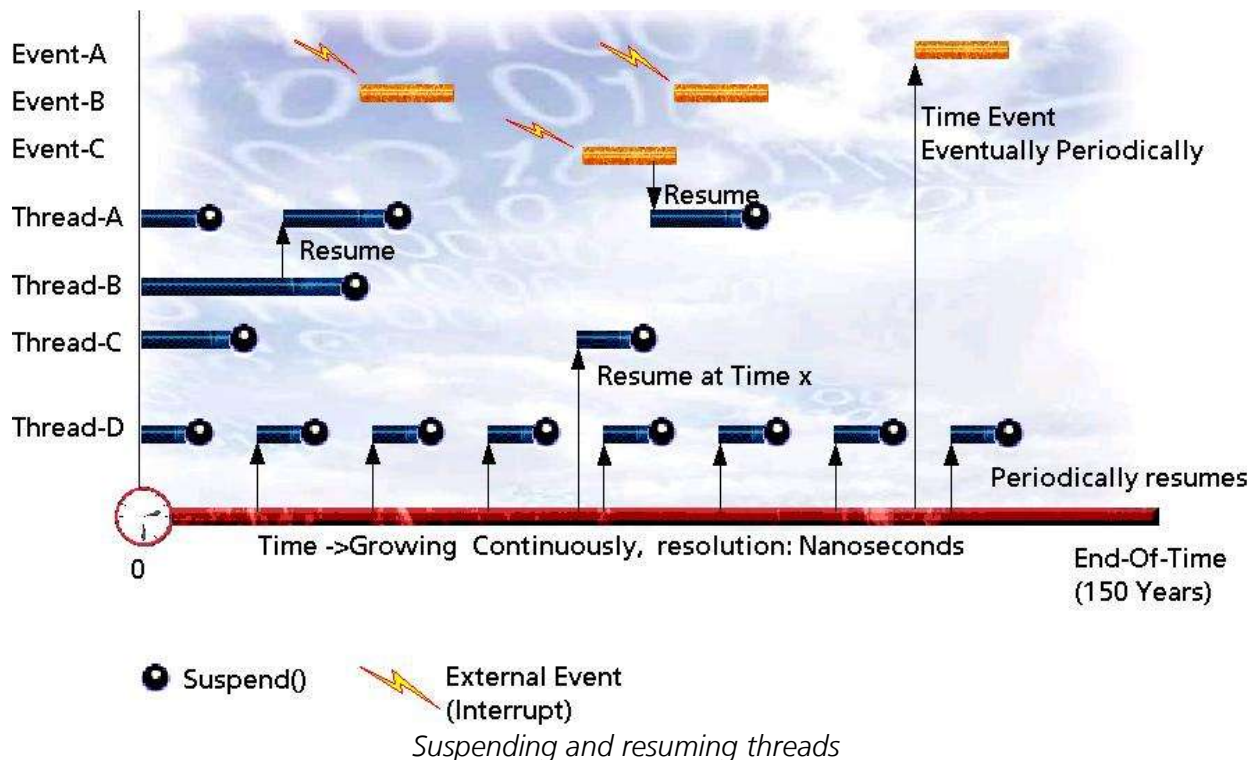 Event-A
Event-B
Event-C
Time Event
Eventually Periodically
Thread-A
Resume
Resume
Thread-B
Thread-C
Resume at Time x
Thread-D
Periodically resumes
Time ->Growing Continuously, resolution: Nanoseconds
0
End-Of-Time
(150 Years)
Suspend()
External Event
(Interrupt)
Suspending and resuming threads